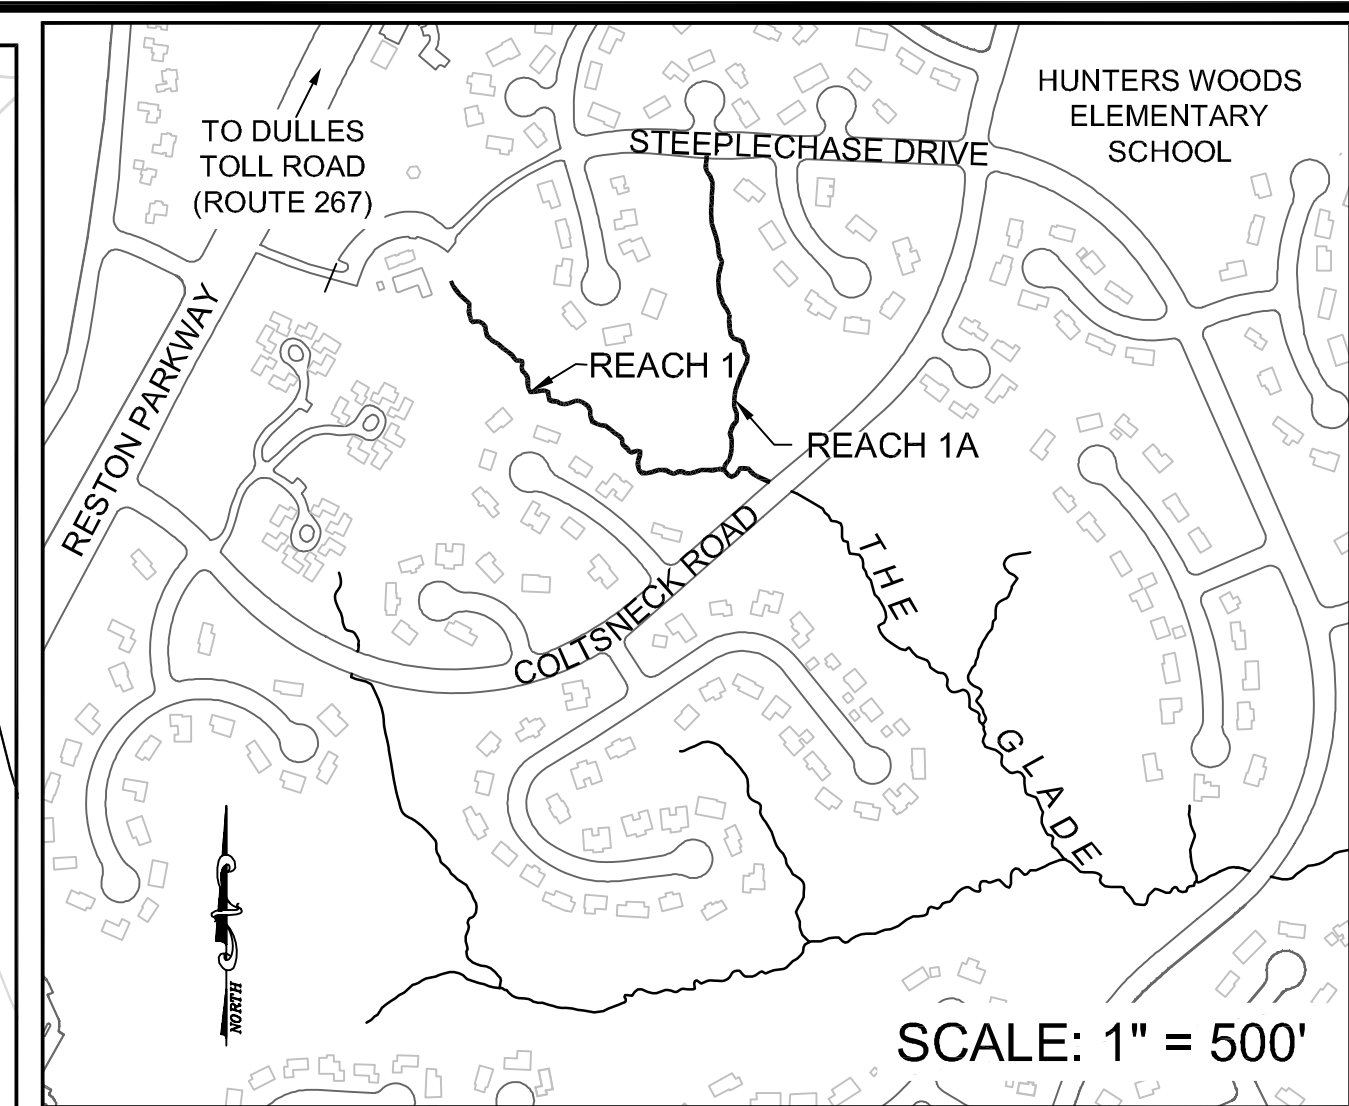 HUNTERS WOODS
ELEMENTARY
SCHOOL
TO DULLES
TOLL ROAD
(ROUTE 267)
STEEPLECHASE DRIVE
RESTON PARKWAY
REACH 1
REACH 1A
COLTSNECK ROAD
THE
GLADE
NORTH
SCALE: 1" = 500'